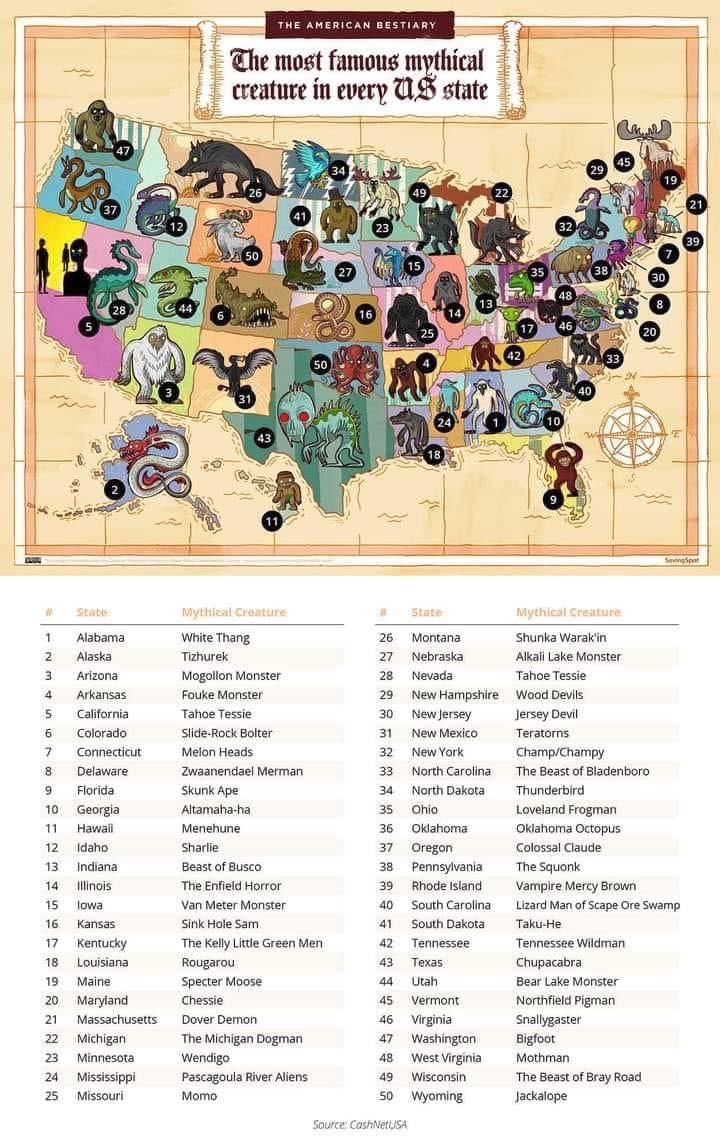 THE AMERICAN BESTIARY
The most famous mythical
creature in every US state
47
34
29
45
19
37
12
26
41
49
22
23
21
32
39
50
27
15
35
38
7
30
28
44
6
16
14
13
48
8
5
25
17
46
20
50
4
42
33
3
31
24
1
10
40
43
18
N
W
E
S
2
11
9
SavingSpot
# State Mythical Creature
1 Alabama White Thang
2 Alaska Tizhurek
3 Arizona Mogollon Monster
4 Arkansas Fouke Monster
5 California Tahoe Tessie
6 Colorado Slide-Rock Bolter
7 Connecticut Melon Heads
8 Delaware Zwaanendael Merman
9 Florida Skunk Ape
10 Georgia Altamaha-ha
11 Hawaii Menehune
12 Idaho Sharlie
13 Indiana Beast of Busco
14 Illinois The Enfield Horror
15 Iowa Van Meter Monster
16 Kansas Sink Hole Sam
17 Kentucky The Kelly Little Green Men
18 Louisiana Rougarou
19 Maine Specter Moose
20 Maryland Chessie
21 Massachusetts Dover Demon
22 Michigan The Michigan Dogman
23 Minnesota Wendigo
24 Mississippi Pascagoula River Aliens
25 Missouri Momo
# State Mythical Creature
26 Montana Shunka Warak'in
27 Nebraska Alkali Lake Monster
28 Nevada Tahoe Tessie
29 New Hampshire Wood Devils
30 New Jersey Jersey Devil
31 New Mexico Teratorns
32 New York Champ/Champy
33 North Carolina The Beast of Bladenboro
34 North Dakota Thunderbird
35 Ohio Loveland Frogman
36 Oklahoma Oklahoma Octopus
37 Oregon Colossal Claude
38 Pennsylvania The Squonk
39 Rhode Island Vampire Mercy Brown
40 South Carolina Lizard Man of Scape Ore Swamp
41 South Dakota Taku-He
42 Tennessee Tennessee Wildman
43 Texas Chupacabra
44 Utah Bear Lake Monster
45 Vermont Northfield Pigman
46 Virginia Snallygaster
47 Washington Bigfoot
48 West Virginia Mothman
49 Wisconsin The Beast of Bray Road
50 Wyoming Jackalope
Source: CashNetUSA